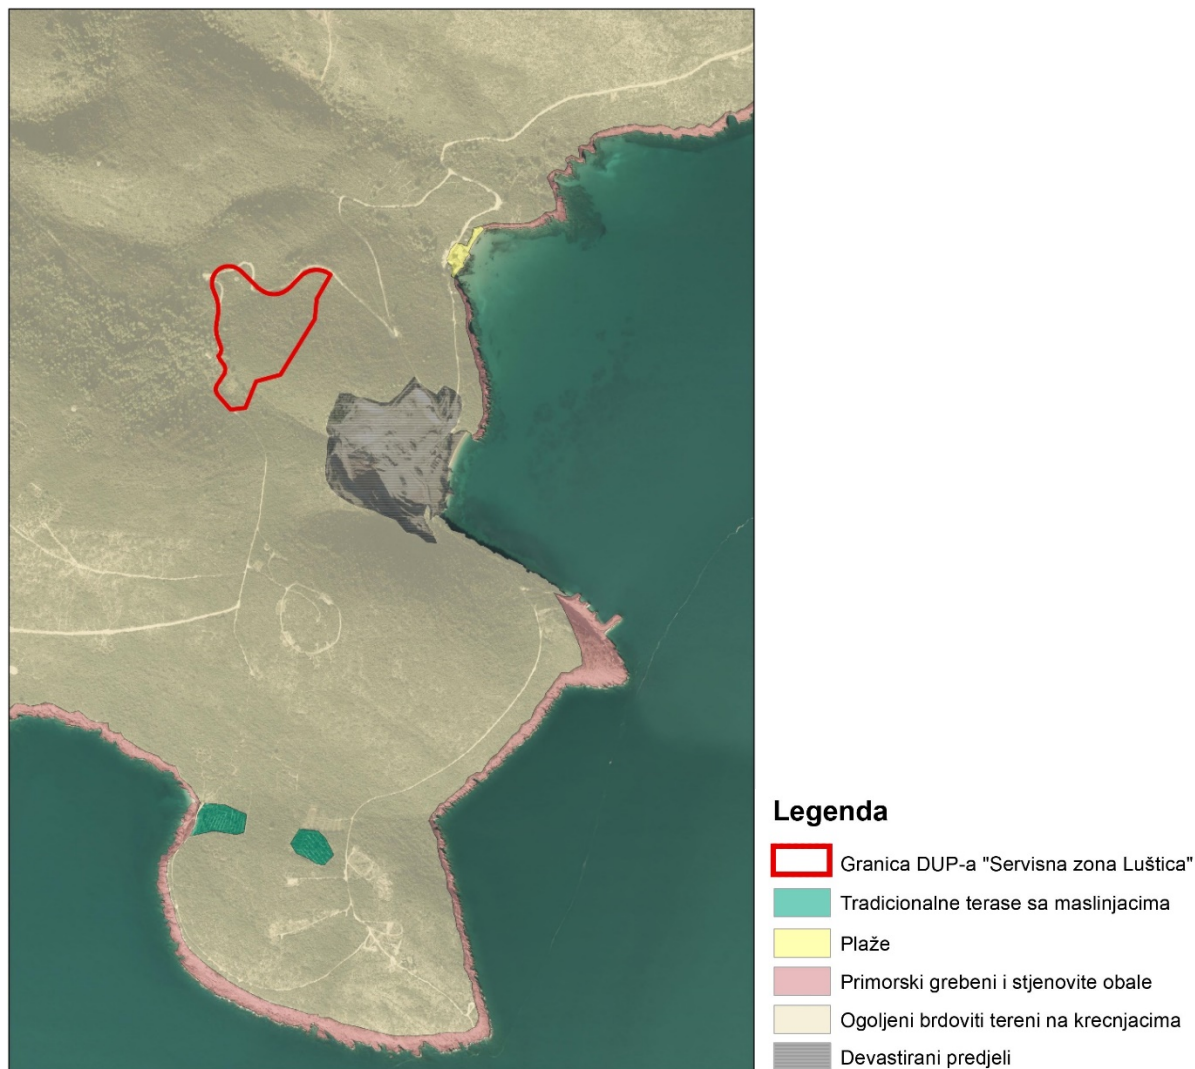 Legenda
Granica DUP-a "Servisna zona Luštica"
Tradicionalne terase sa maslinjacima
Plaže
Primorski grebeni i stjenovite obale
Ogoljeni brdoviti tereni na krecnjacima
Devastirani predjeli